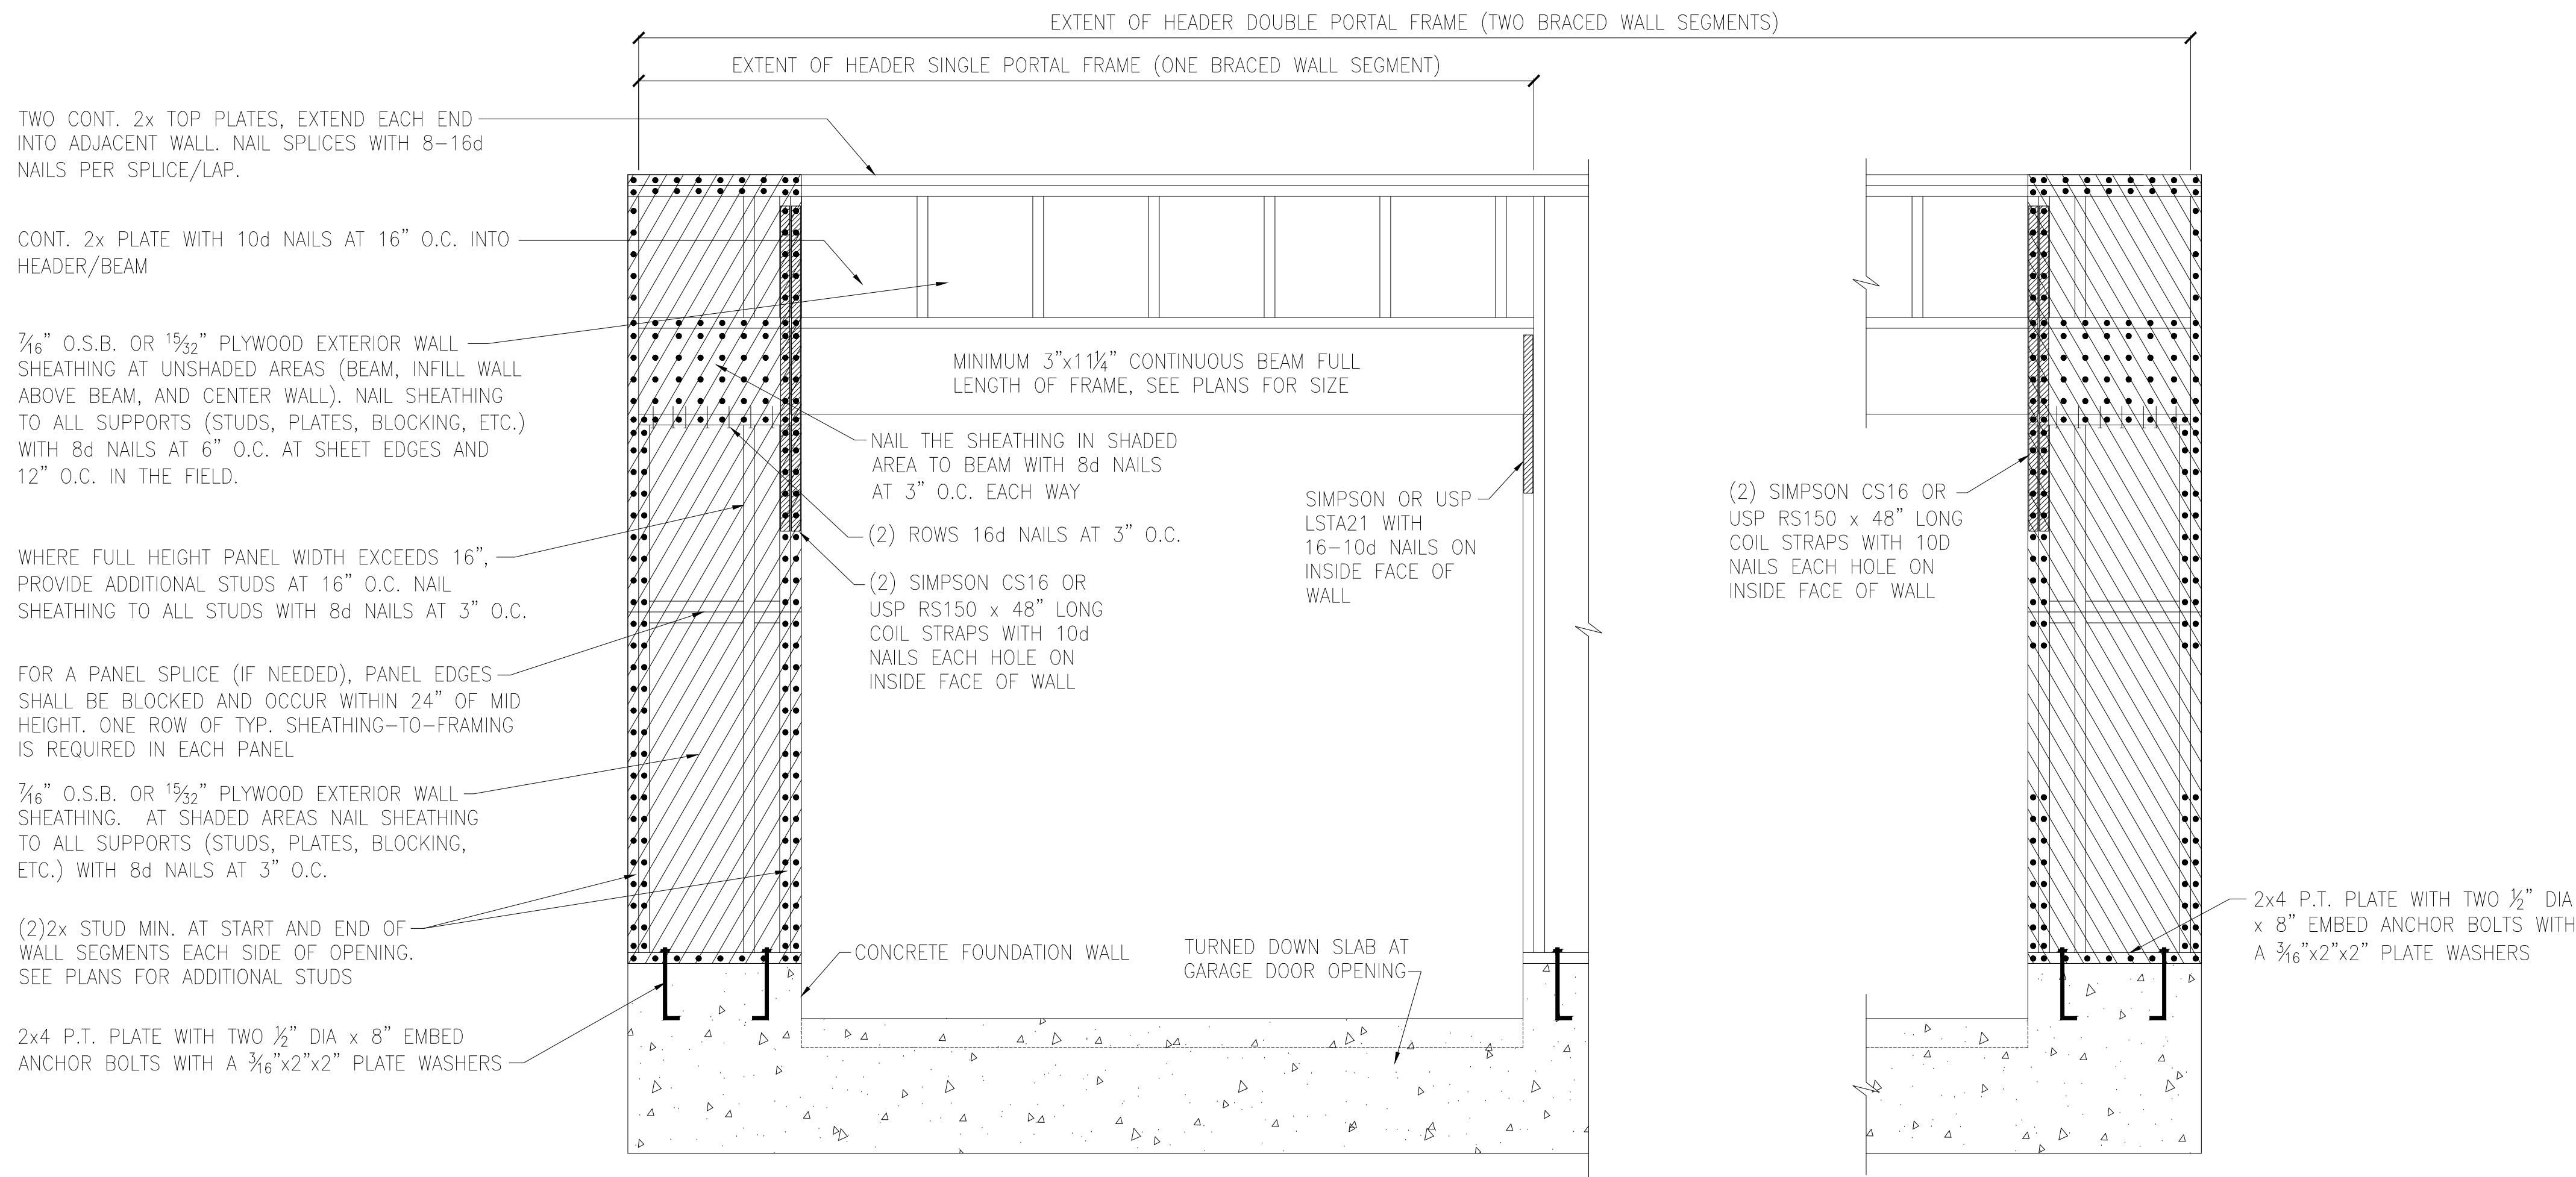 EXTENT OF HEADER DOUBLE PORTAL FRAME (TWO BRACED WALL SEGMENTS)
EXTENT OF HEADER SINGLE PORTAL FRAME (ONE BRACED WALL SEGMENT)
TWO CONT. 2x TOP PLATES, EXTEND EACH END
INTO ADJACENT WALL. NAIL SPLICES WITH 8-16d
NAILS PER SPLICE/LAP.
CONT. 2x PLATE WITH 10d NAILS AT 16" O.C. INTO
HEADER/BEAM
7/16" O.S.B. OR 15/32" PLYWOOD EXTERIOR WALL
SHEATHING AT UNSHADED AREAS (BEAM, INFILL WALL
ABOVE BEAM, AND CENTER WALL). NAIL SHEATHING
TO ALL SUPPORTS (STUDS, PLATES, BLOCKING, ETC.)
WITH 8d NAILS AT 6" O.C. AT SHEET EDGES AND
12" O.C. IN THE FIELD.
WHERE FULL HEIGHT PANEL WIDTH EXCEEDS 16",
PROVIDE ADDITIONAL STUDS AT 16" O.C. NAIL
SHEATHING TO ALL STUDS WITH 8d NAILS AT 3" O.C.
FOR A PANEL SPLICE (IF NEEDED), PANEL EDGES
SHALL BE BLOCKED AND OCCUR WITHIN 24" OF MID
HEIGHT. ONE ROW OF TYP. SHEATHING-TO-FRAMING
IS REQUIRED IN EACH PANEL
7/16" O.S.B. OR 15/32" PLYWOOD EXTERIOR WALL
SHEATHING. AT SHADED AREAS NAIL SHEATHING
TO ALL SUPPORTS (STUDS, PLATES, BLOCKING,
ETC.) WITH 8d NAILS AT 3" O.C.
(2)2x STUD MIN. AT START AND END OF
WALL SEGMENTS EACH SIDE OF OPENING.
SEE PLANS FOR ADDITIONAL STUDS
2x4 P.T. PLATE WITH TWO 1/2" DIA x 8" EMBED
ANCHOR BOLTS WITH A 3/16"x2"x2" PLATE WASHERS
MINIMUM 3"x11 1/4" CONTINUOUS BEAM FULL
LENGTH OF FRAME, SEE PLANS FOR SIZE
NAIL THE SHEATHING IN SHADED
AREA TO BEAM WITH 8d NAILS
AT 3" O.C. EACH WAY
(2) ROWS 16d NAILS AT 3" O.C.
(2) SIMPSON CS16 OR
USP RS150 x 48" LONG
COIL STRAPS WITH 10d
NAILS EACH HOLE ON
INSIDE FACE OF WALL
SIMPSON OR USP
LSTA21 WITH
16-10d NAILS ON
INSIDE FACE OF
WALL
CONCRETE FOUNDATION WALL
TURNED DOWN SLAB AT
GARAGE DOOR OPENING
(2) SIMPSON CS16 OR
USP RS150 x 48" LONG
COIL STRAPS WITH 10D
NAILS EACH HOLE ON
INSIDE FACE OF WALL
2x4 P.T. PLATE WITH TWO 1/2" DIA
x 8" EMBED ANCHOR BOLTS WITH
A 3/16"x2"x2" PLATE WASHERS